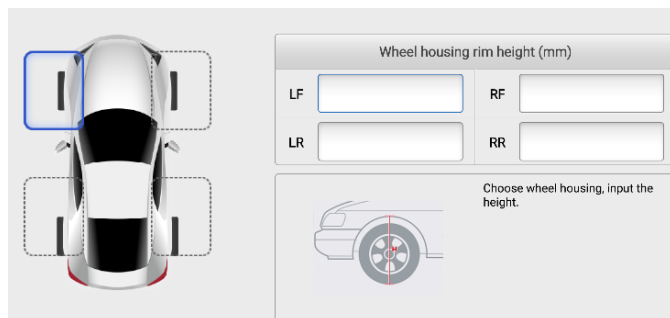 Wheel housing rim height (mm)
LF
RF
LR
RR
Choose wheel housing, input the
height.
H